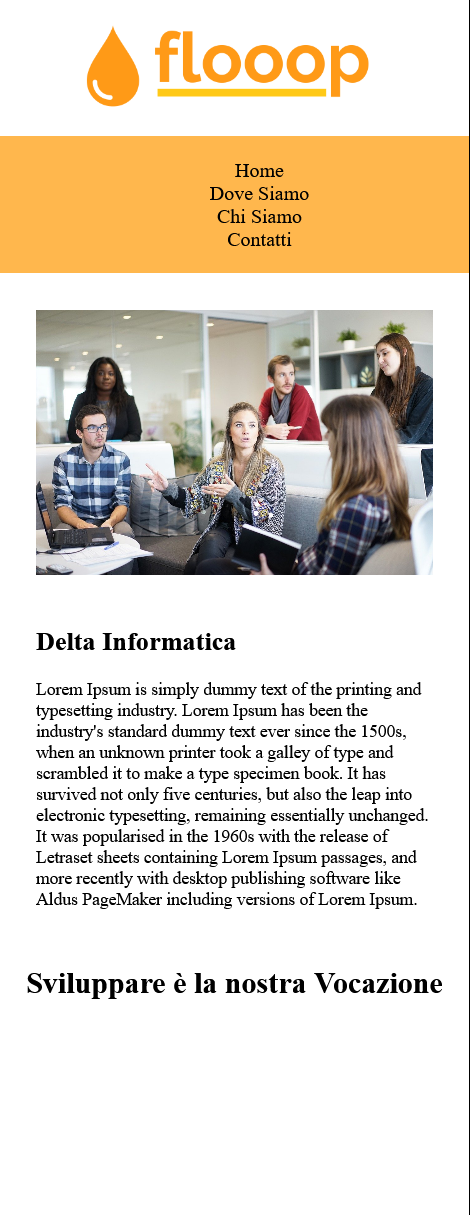 flooop
Home
Dove Siamo
Chi Siamo
Contatti
Delta Informatica
Lorem Ipsum is simply dummy text of the printing and
typesetting industry. Lorem Ipsum has been the
industry's standard dummy text ever since the 1500s,
when an unknown printer took a galley of type and
scrambled it to make a type specimen book. It has
survived not only five centuries, but also the leap into
electronic typesetting, remaining essentially unchanged.
It was popularised in the 1960s with the release of
Letraset sheets containing Lorem Ipsum passages, and
more recently with desktop publishing software like
Aldus PageMaker including versions of Lorem Ipsum.
Sviluppare è la nostra Vocazione